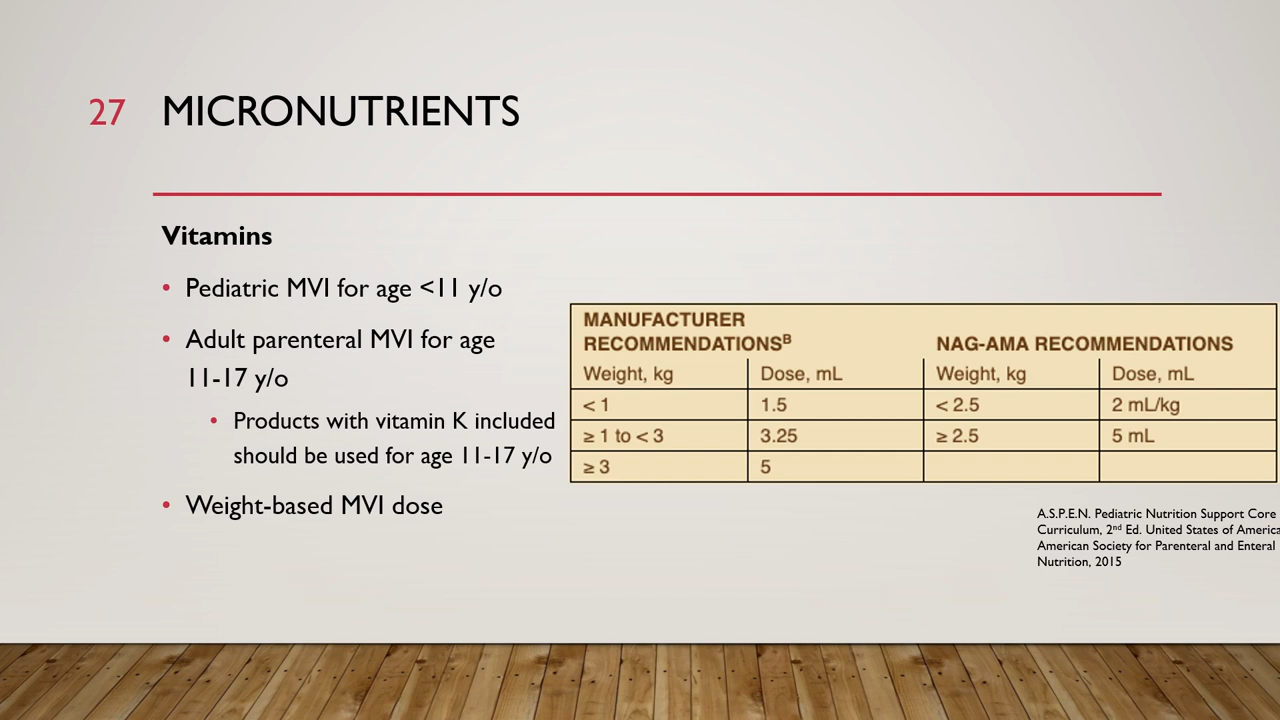 27 MICRONUTRIENTS
Vitamins
• Pediatric MVI for age <11 y/o
• Adult parenteral MVI for age
11-17 y/o
• Products with vitamin K included
should be used for age 11-17 y/o
• Weight-based MVI dose
MANUFACTURER
RECOMMENDATIONSᴮ NAG-AMA RECOMMENDATIONS
Weight, kg Dose, mL Weight, kg Dose, mL
< 1 1.5 < 2.5 2 mL/kg
≥ 1 to < 3 3.25 ≥ 2.5 5 mL
≥ 3 5
A.S.P.E.N. Pediatric Nutrition Support Core
Curriculum, 2ⁿᵈ Ed. United States of America
American Society for Parenteral and Enteral
Nutrition, 2015